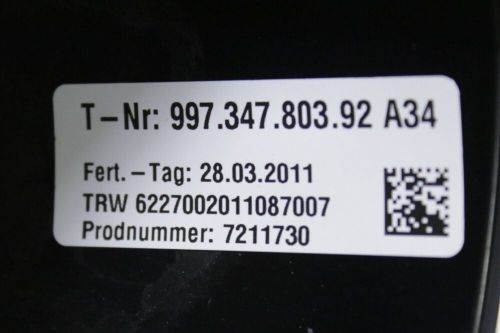 T-Nr: 997.347.803.92 A34
Fert.-Tag: 28.03.2011
TRW 6227002011087007
Prodnummer: 7211730